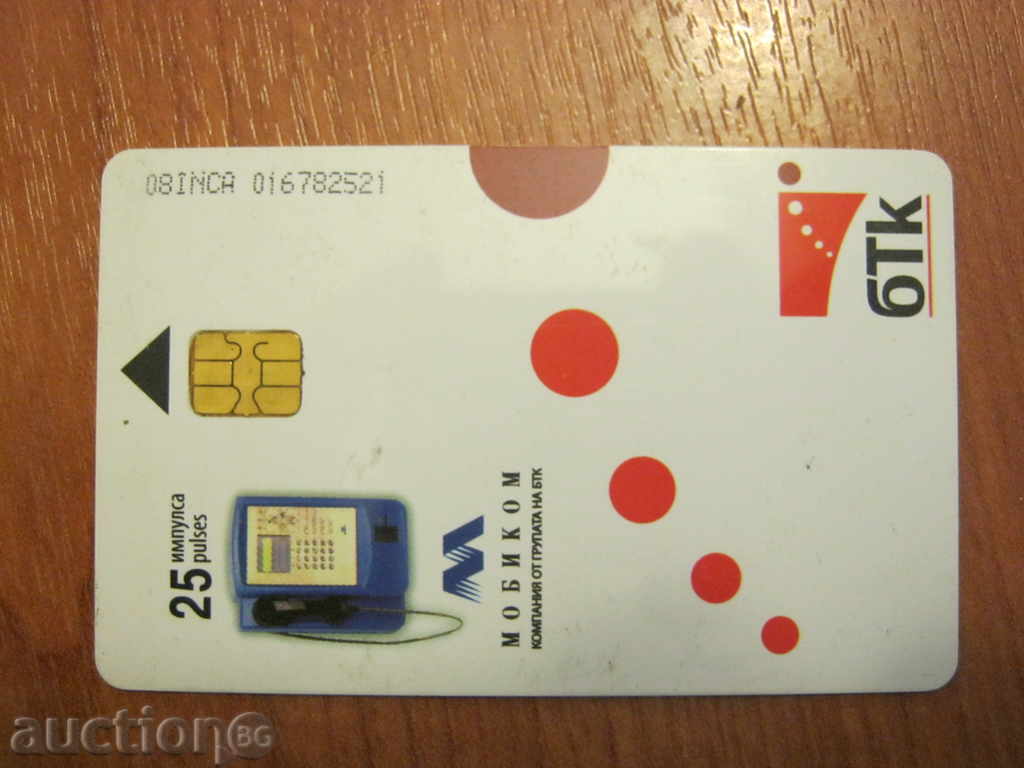 08INCA 016782521
бТК
25 импулса
pulses
МОБИКОМ
КОМПАНИЯ ОТ ГРУПАТА НА БТК
auction BG